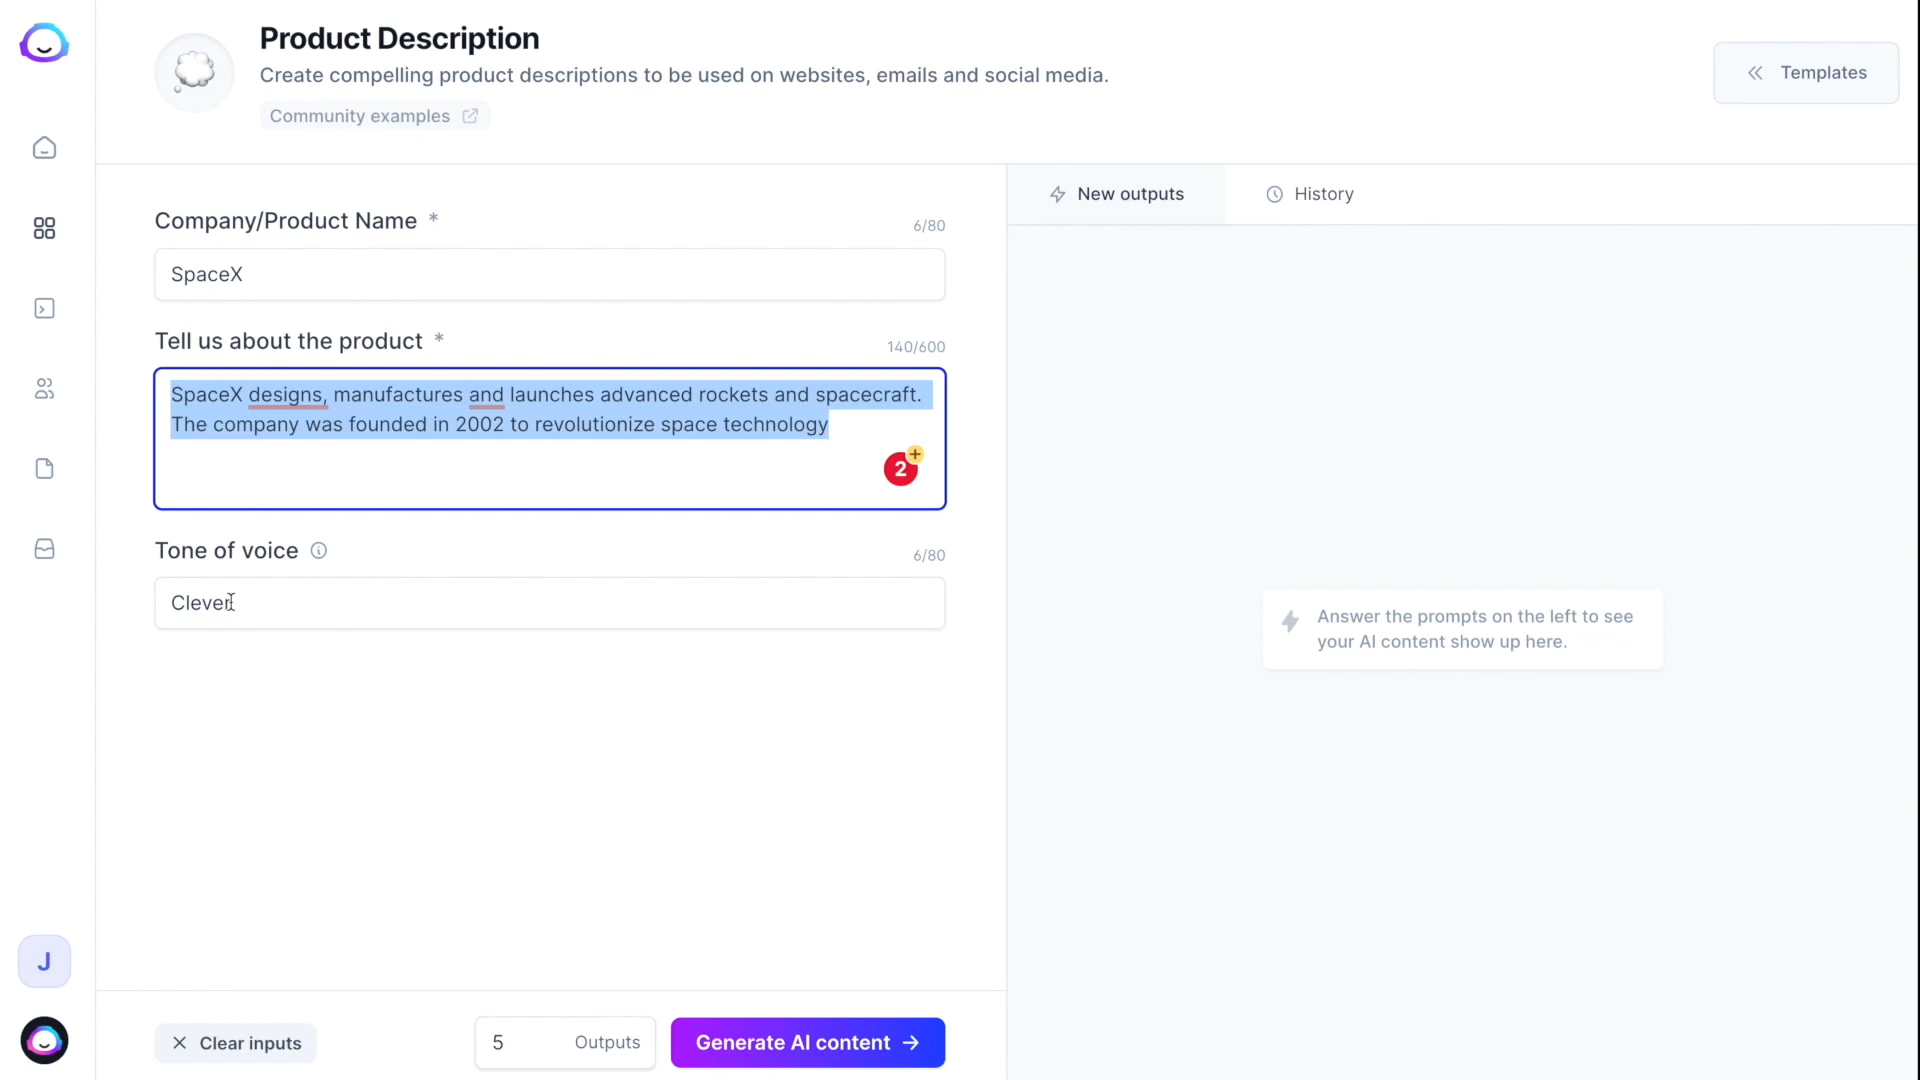 Product Description
Create compelling product descriptions to be used on websites, emails and social media.
Community examples
Templates
Company/Product Name *
6/80
SpaceX
Tell us about the product *
140/600
SpaceX designs, manufactures and launches advanced rockets and spacecraft.
The company was founded in 2002 to revolutionize space technology
2
+
Tone of voice
6/80
Clever
J
Clear inputs
5 Outputs
Generate AI content →
New outputs
History
Answer the prompts on the left to see
your AI content show up here.